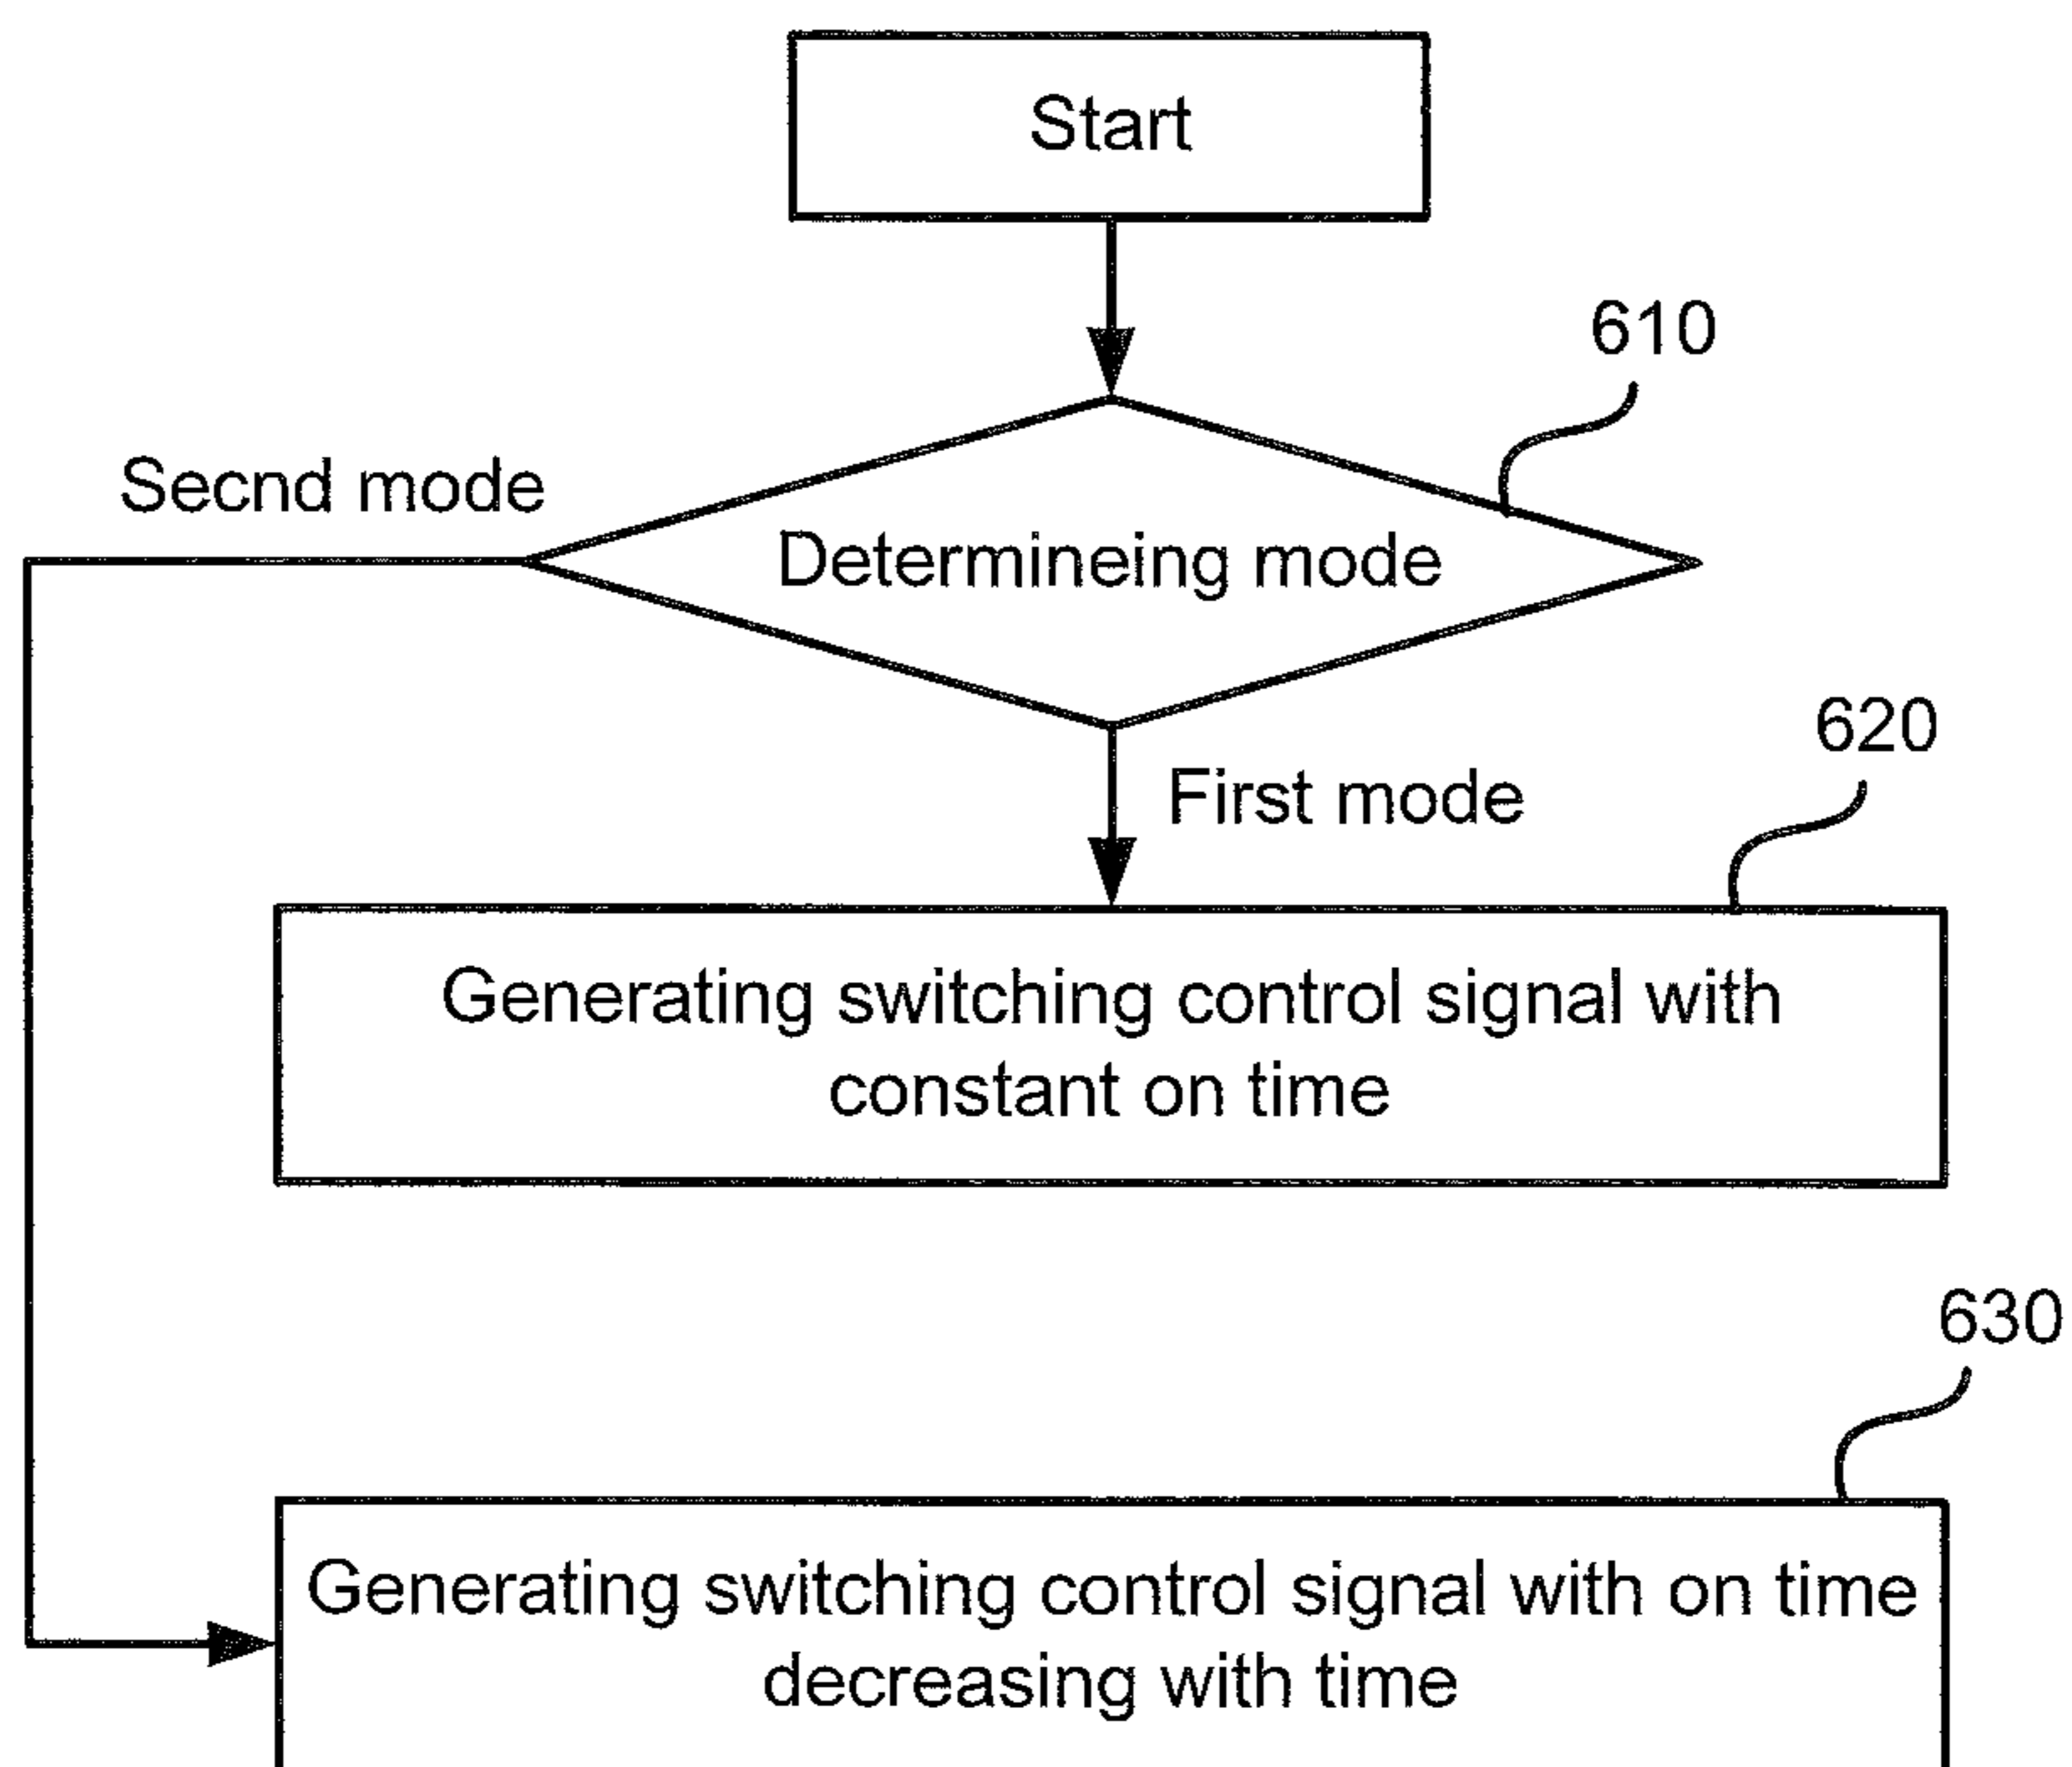 Start
610
Secnd mode
Determineing mode
620
First mode
Generating switching control signal with
constant on time
630
Generating switching control signal with on time
decreasing with time